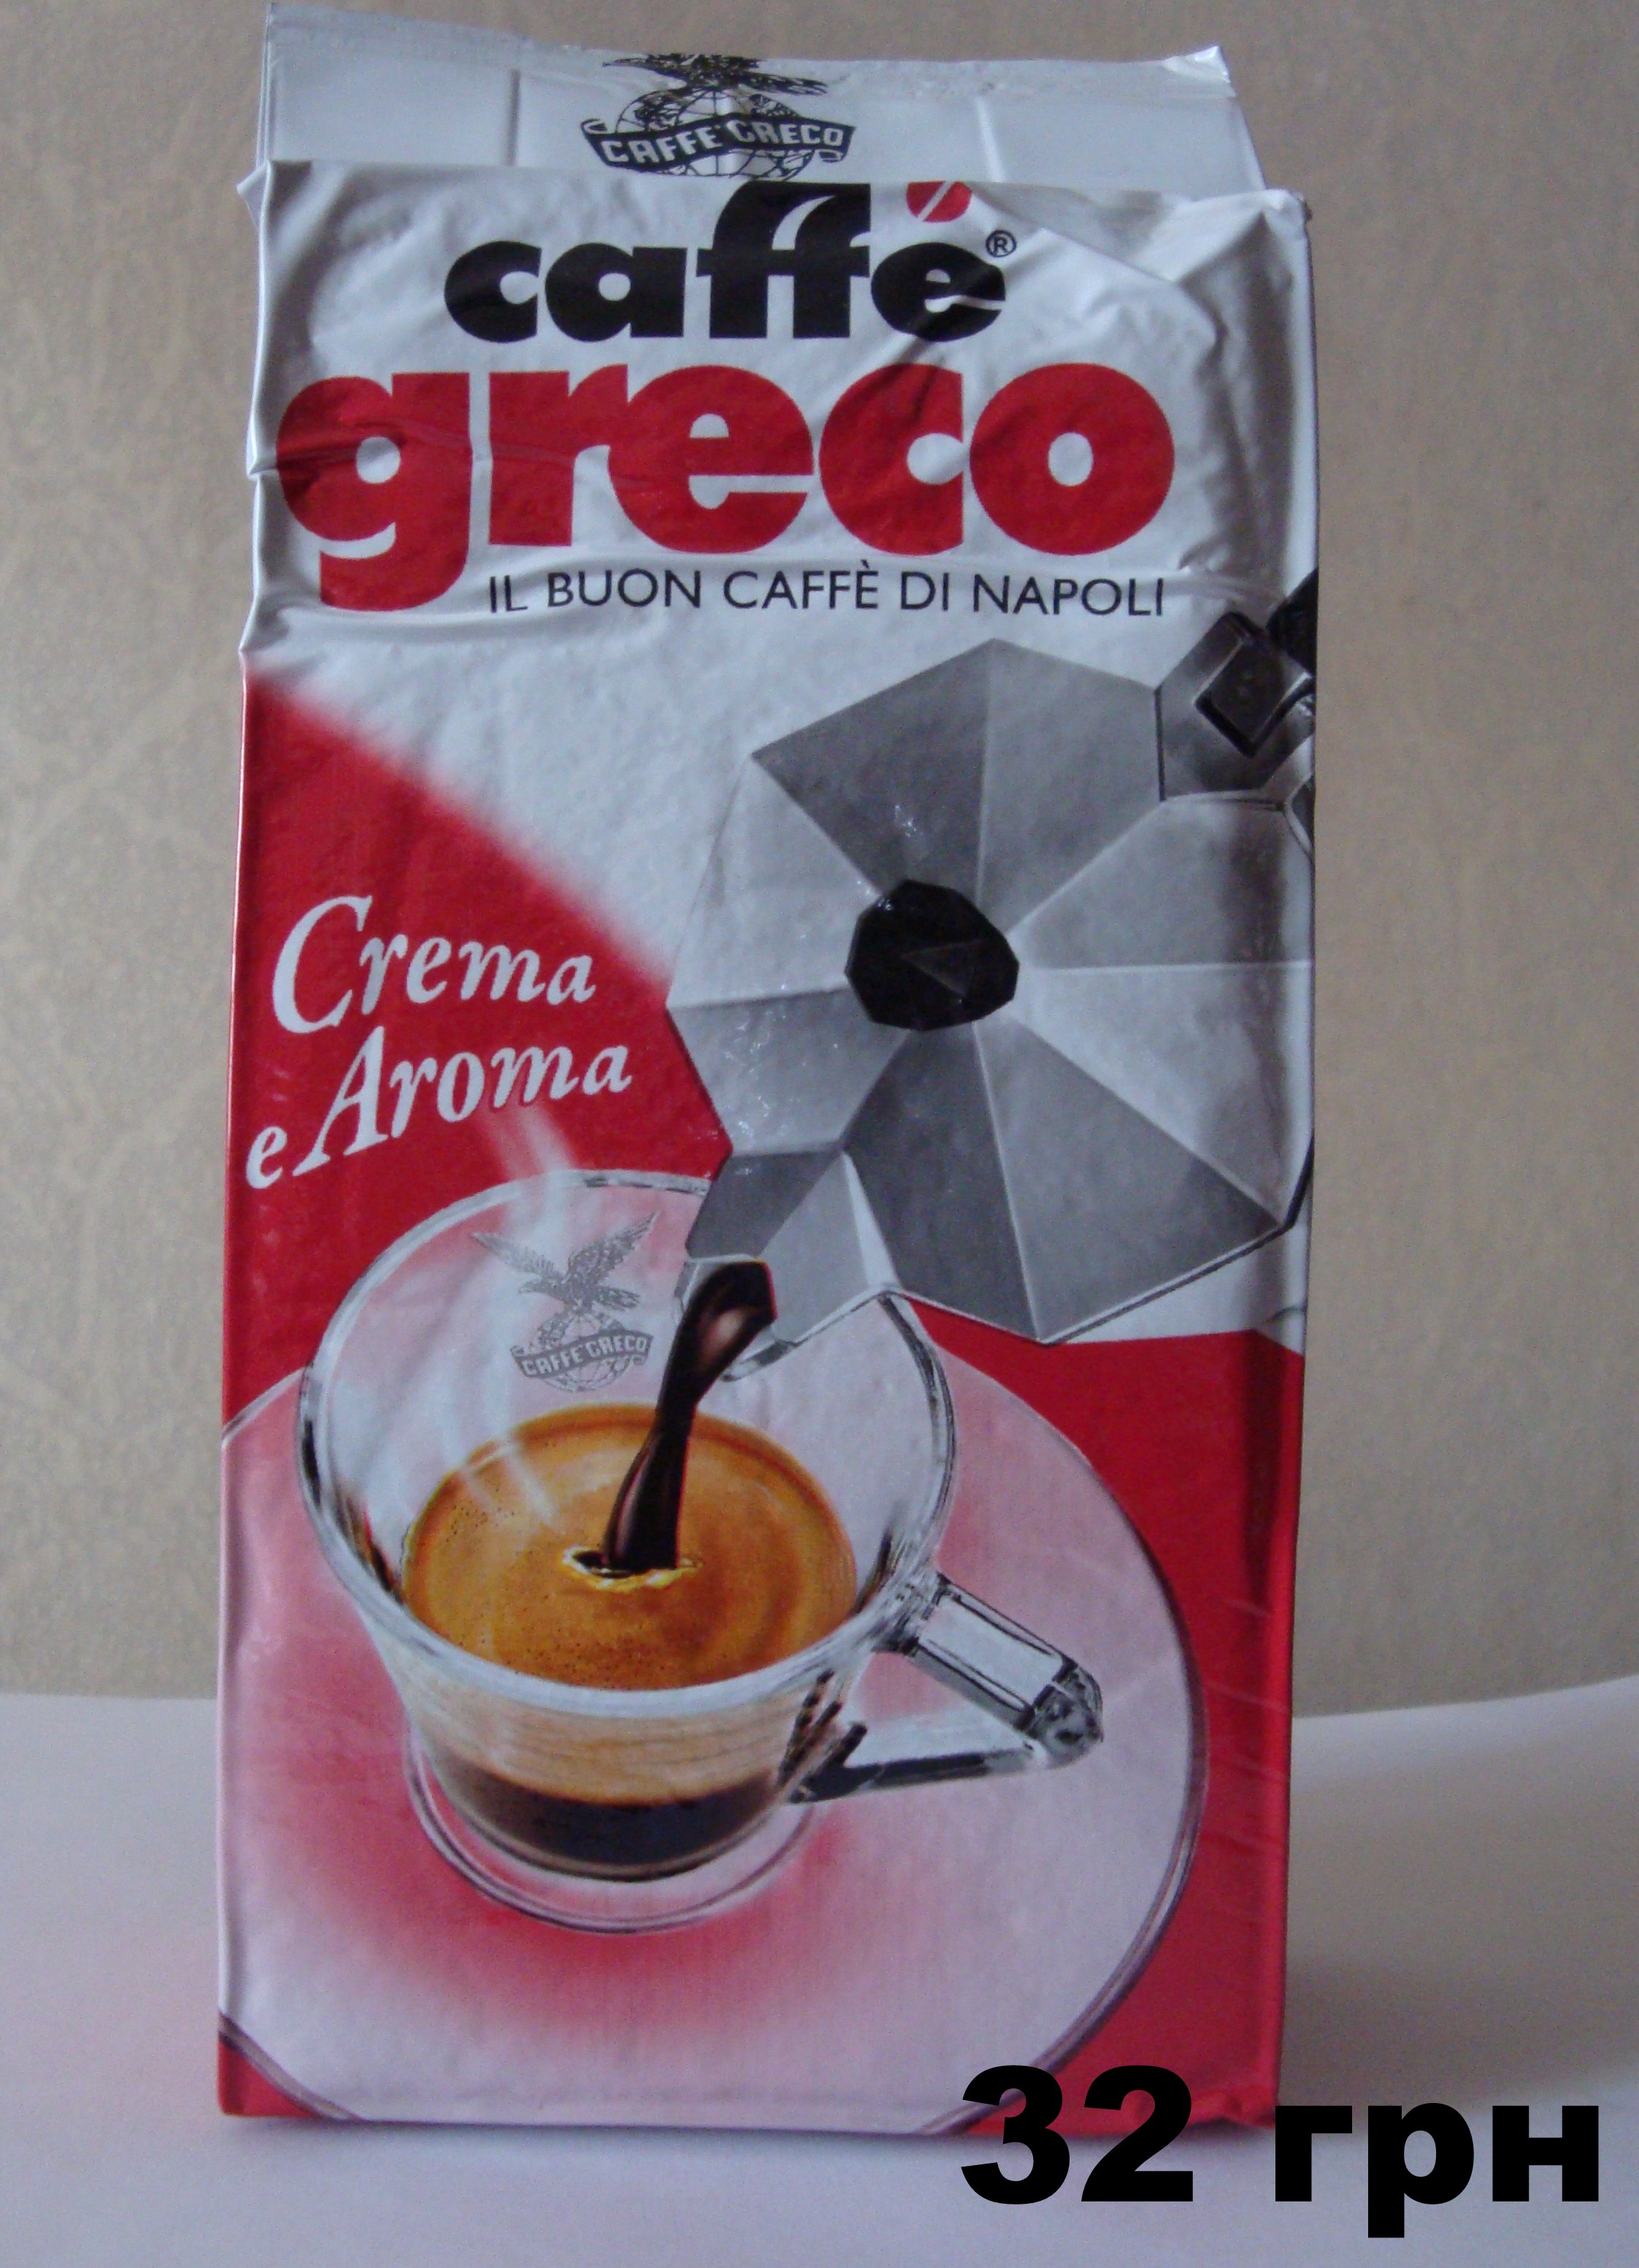 CAFFE' GRECO
caffè®
greco
IL BUON CAFFÈ DI NAPOLI
Crema
e Aroma
CAFFE' GRECO
32 грн